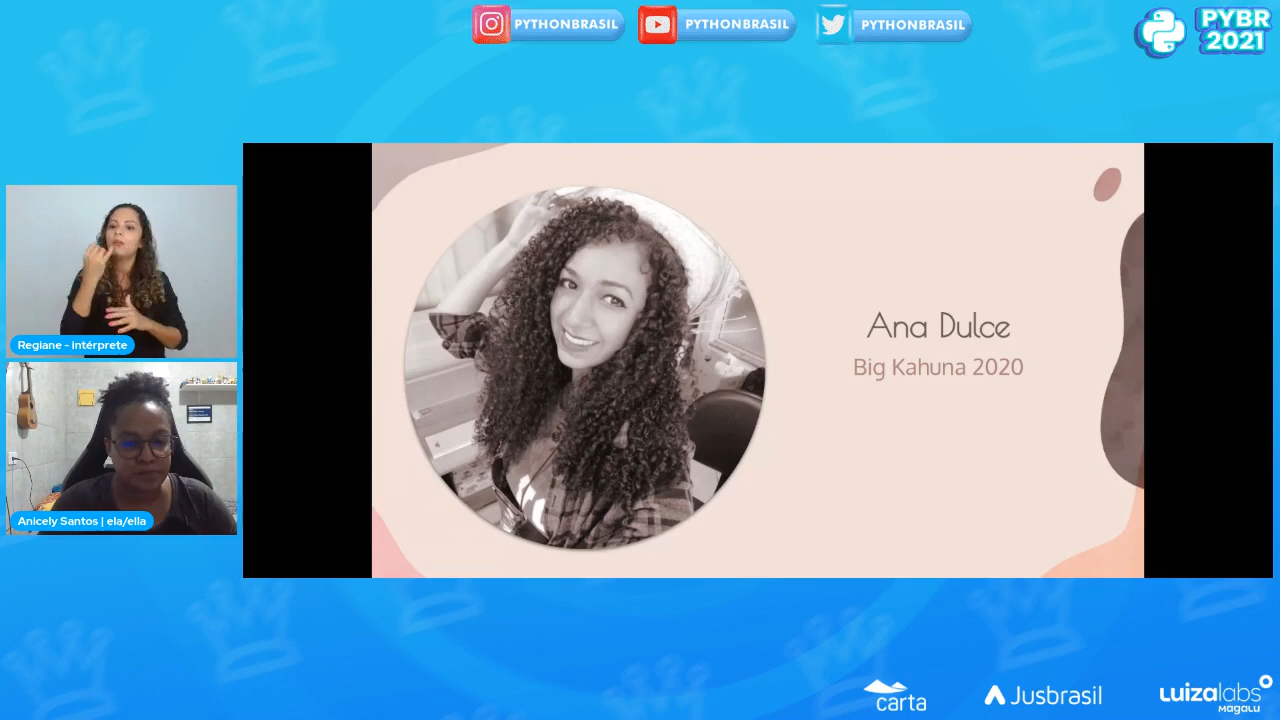 PYTHONBRASIL
PYTHONBRASIL
PYTHONBRASIL
PYBR
2021
Regiane - intérprete
Anicely Santos | ela/ella
Ana Dulce
Big Kahuna 2020
carta
Jusbrasil
Luizalabs
MAGALU